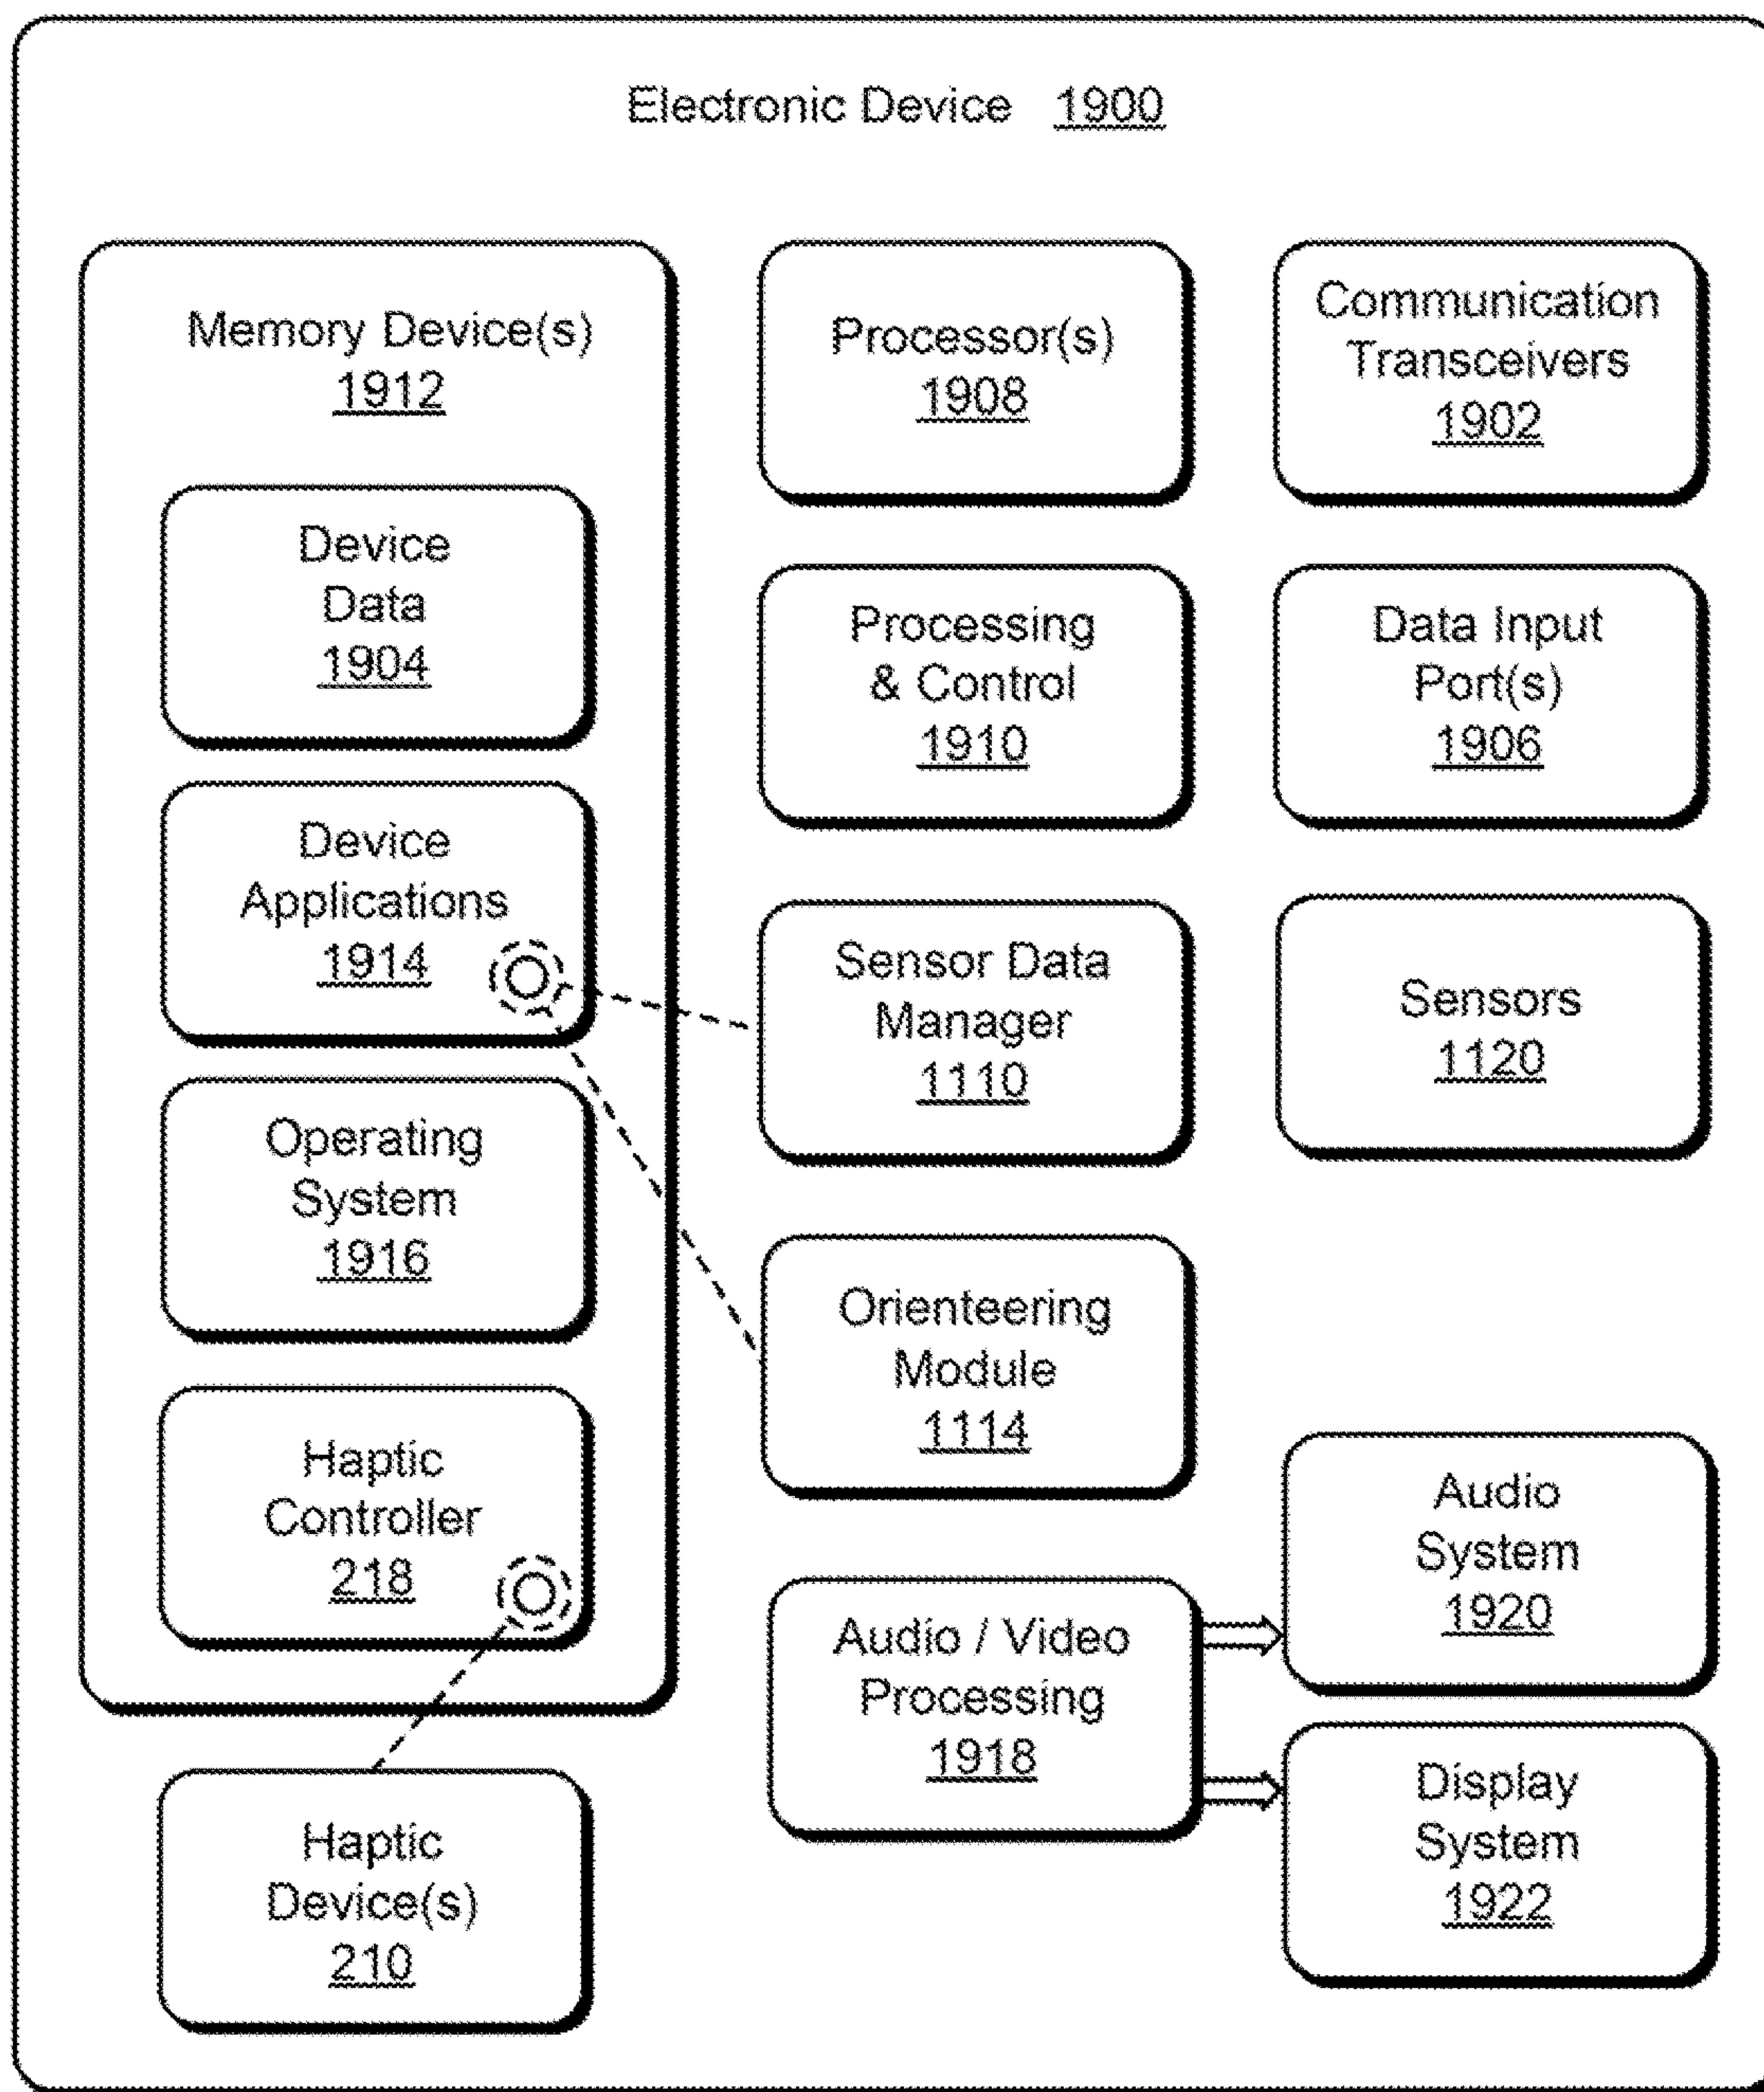 Electronic Device 1900
Memory Device(s)
1912
Device
Data
1904
Device
Applications
1914
Operating
System
1916
Haptic
Controller
218
Haptic
Device(s)
210
Processor(s)
1908
Processing
& Control
1910
Sensor Data
Manager
1110
Orienteering
Module
1114
Audio / Video
Processing
1918
Communication
Transceivers
1902
Data Input
Port(s)
1906
Sensors
1120
Audio
System
1920
Display
System
1922